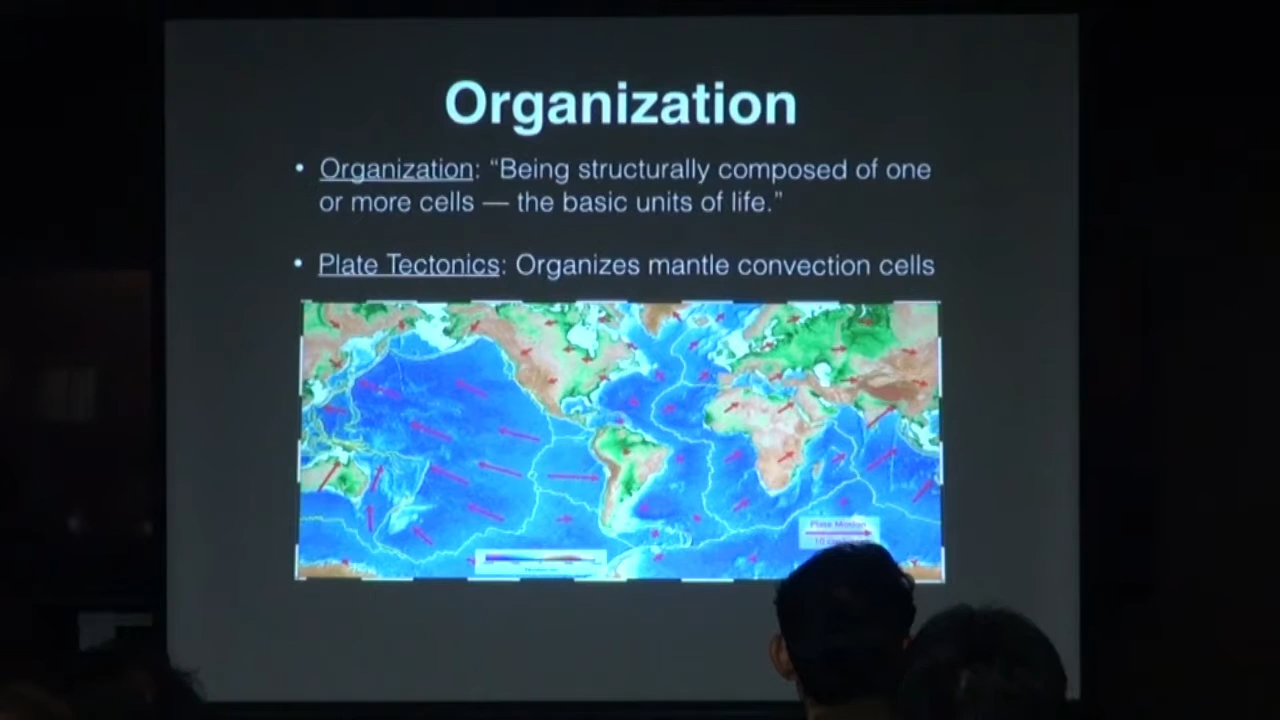 Organization
• Organization: “Being structurally composed of one
or more cells — the basic units of life.”
• Plate Tectonics: Organizes mantle convection cells
Plate Motion
10